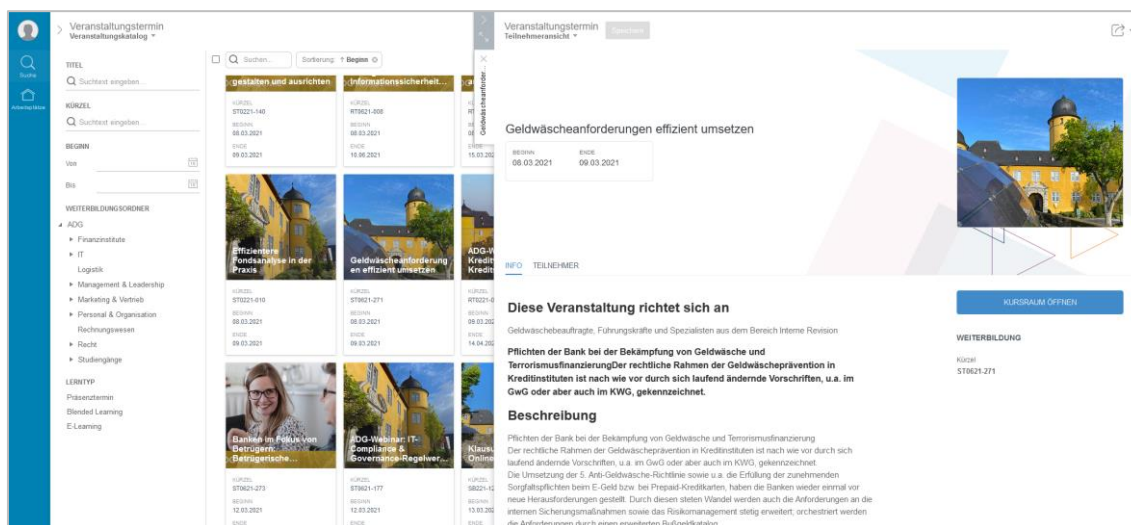 Veranstaltungstermin
Veranstaltungskatalog
Suche
TITEL
Suchtext eingeben...
KÜRZEL
Suchtext eingeben...
BEGINN
Von
Bis
WEITERBILDUNGSORDNER
ADG
Finanzinstitute
IT
Logistik
Management & Leadership
Marketing & Vertrieb
Personal & Organisation
Rechnungswesen
Recht
Studiengänge
LERNTYP
Präsenztermin
Blended Learning
E-Learning
Suchen...
Sortierung: ↑ Beginn
gestalten und ausrichten
KÜRZEL
ST0221-140
BEGINN
08.03.2021
ENDE
09.03.2021
Informationssicherheit...
KÜRZEL
RT0621-008
BEGINN
08.03.2021
ENDE
10.06.2021
15.03.202
Effizientere
Fondsanalyse in der
Praxis
KÜRZEL
ST0221-010
BEGINN
08.03.2021
ENDE
09.03.2021
Geldwäscheanforderung
en effizient umsetzen
KÜRZEL
ST0621-271
BEGINN
08.03.2021
ENDE
09.03.2021
ADG-W
Kredit
Kredit
KÜRZEL
RT0221-0
BEGINN
09.03.202
ENDE
14.04.202
Banken im Fokus von
Betrügern:
Betrügerische...
KÜRZEL
ST0621-273
BEGINN
12.03.2021
ENDE
ADG-Webinar: IT-
Compliance &
Governance-Regelwer...
KÜRZEL
ST0621-177
BEGINN
12.03.2021
ENDE
Klausu
Online
KÜRZEL
SB221-12
BEGINN
13.03.202
ENDE
Geldwäscheanforder...
Veranstaltungstermin
Teilnehmeransicht
Speichern
Geldwäscheanforderungen effizient umsetzen
BEGINN
08.03.2021
ENDE
09.03.2021
INFO
TEILNEHMER
Diese Veranstaltung richtet sich an
Geldwäschebeauftragte, Führungskräfte und Spezialisten aus dem Bereich Interne Revision
Pflichten der Bank bei der Bekämpfung von Geldwäsche und
TerrorismusfinanzierungDer rechtliche Rahmen der Geldwäscheprävention in
Kreditinstituten ist nach wie vor durch sich laufend ändernde Vorschriften, u.a. im
GwG oder aber auch im KWG, gekennzeichnet.
Beschreibung
Pflichten der Bank bei der Bekämpfung von Geldwäsche und Terrorismusfinanzierung
Der rechtliche Rahmen der Geldwäscheprävention in Kreditinstituten ist nach wie vor durch sich
laufend ändernde Vorschriften, u.a. im GwG oder aber auch im KWG, gekennzeichnet.
Die Umsetzung der 5. Anti-Geldwäsche-Richtlinie sowie u.a. die Erfüllung der zunehmenden
Sorgfaltspflichten beim E-Geld bzw. bei Prepaid-Kreditkarten, haben die Banken wieder einmal vor
neue Herausforderungen gestellt. Durch diesen steten Wandel werden auch die Anforderungen an die
internen Sicherungsmaßnahmen sowie das Risikomanagement stetig erweitert; orchestriert werden
die Anforderungen durch einen erweiterten Bußgeldkatalog
KURSRAUM ÖFFNEN
WEITERBILDUNG
Kürzel
ST0621-271